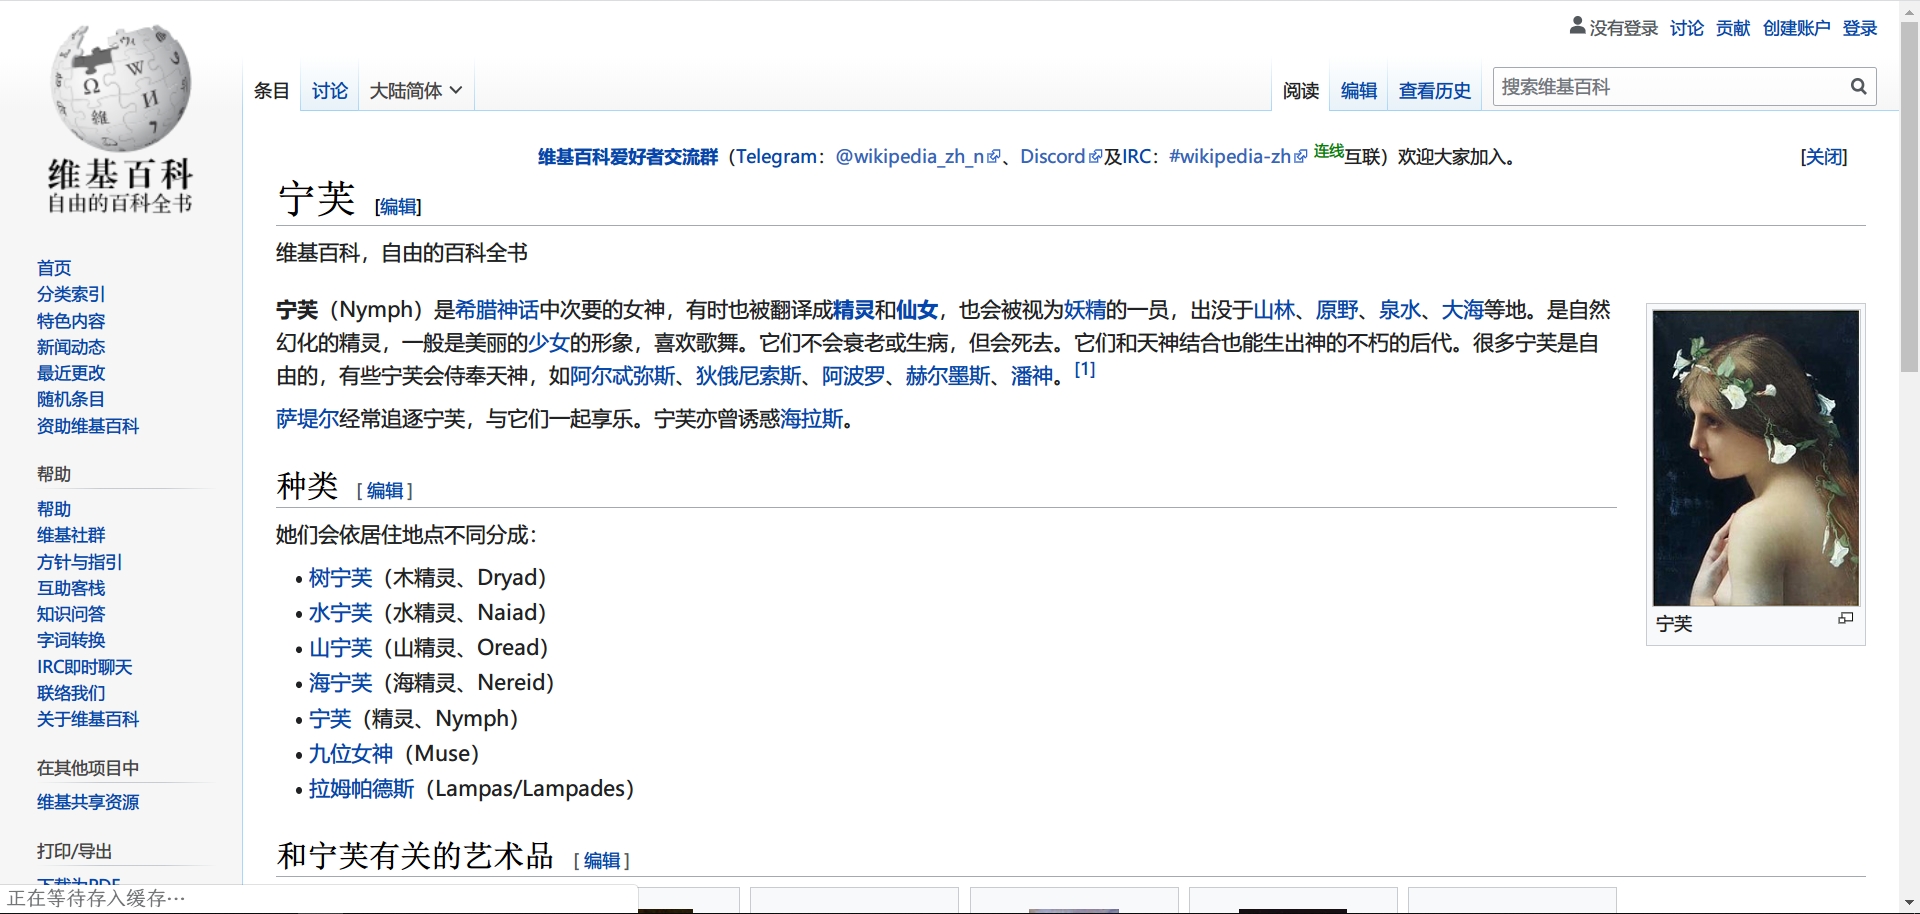 没有登录 讨论 贡献 创建账户 登录
条目 讨论 大陆简体 阅读 编辑 查看历史 搜索维基百科
维基百科
自由的百科全书
首页
分类索引
特色内容
新闻动态
最近更改
随机条目
资助维基百科
帮助
帮助
维基社群
方针与指引
互助客栈
知识问答
字词转换
IRC即时聊天
联络我们
关于维基百科
在其他项目中
维基共享资源
打印/导出
下载为PDF
正在等待存入缓存…
维基百科爱好者交流群（Telegram：@wikipedia_zh_n、Discord及IRC：#wikipedia-zh 连线互联）欢迎大家加入。 [关闭]
宁芙 [编辑]
维基百科，自由的百科全书
宁芙（Nymph）是希腊神话中次要的女神，有时也被翻译成精灵和仙女，也会被视为妖精的一员，出没于山林、原野、泉水、大海等地。是自然
幻化的精灵，一般是美丽的少女的形象，喜欢歌舞。它们不会衰老或生病，但会死去。它们和天神结合也能生出神的不朽的后代。很多宁芙是自
由的，有些宁芙会侍奉天神，如阿尔忒弥斯、狄俄尼索斯、阿波罗、赫尔墨斯、潘神。[1]
萨堤尔经常追逐宁芙，与它们一起享乐。宁芙亦曾诱惑海拉斯。
宁芙
种类 [编辑]
她们会依居住地点不同分成：
• 树宁芙（木精灵、Dryad）
• 水宁芙（水精灵、Naiad）
• 山宁芙（山精灵、Oread）
• 海宁芙（海精灵、Nereid）
• 宁芙（精灵、Nymph）
• 九位女神（Muse）
• 拉姆帕德斯（Lampas/Lampades）
和宁芙有关的艺术品 [编辑]